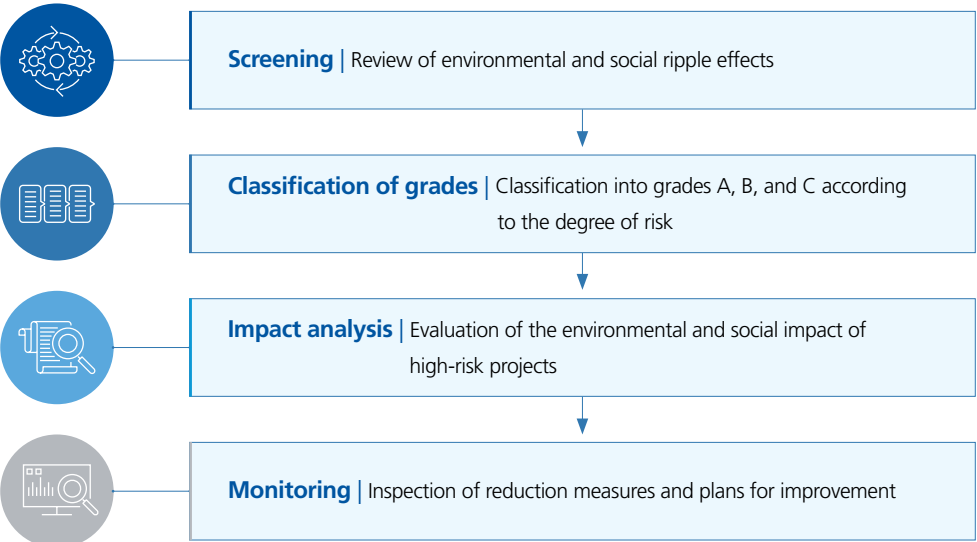 Screening | Review of environmental and social ripple effects
Classification of grades | Classification into grades A, B, and C according
to the degree of risk
Impact analysis | Evaluation of the environmental and social impact of
high-risk projects
Monitoring | Inspection of reduction measures and plans for improvement